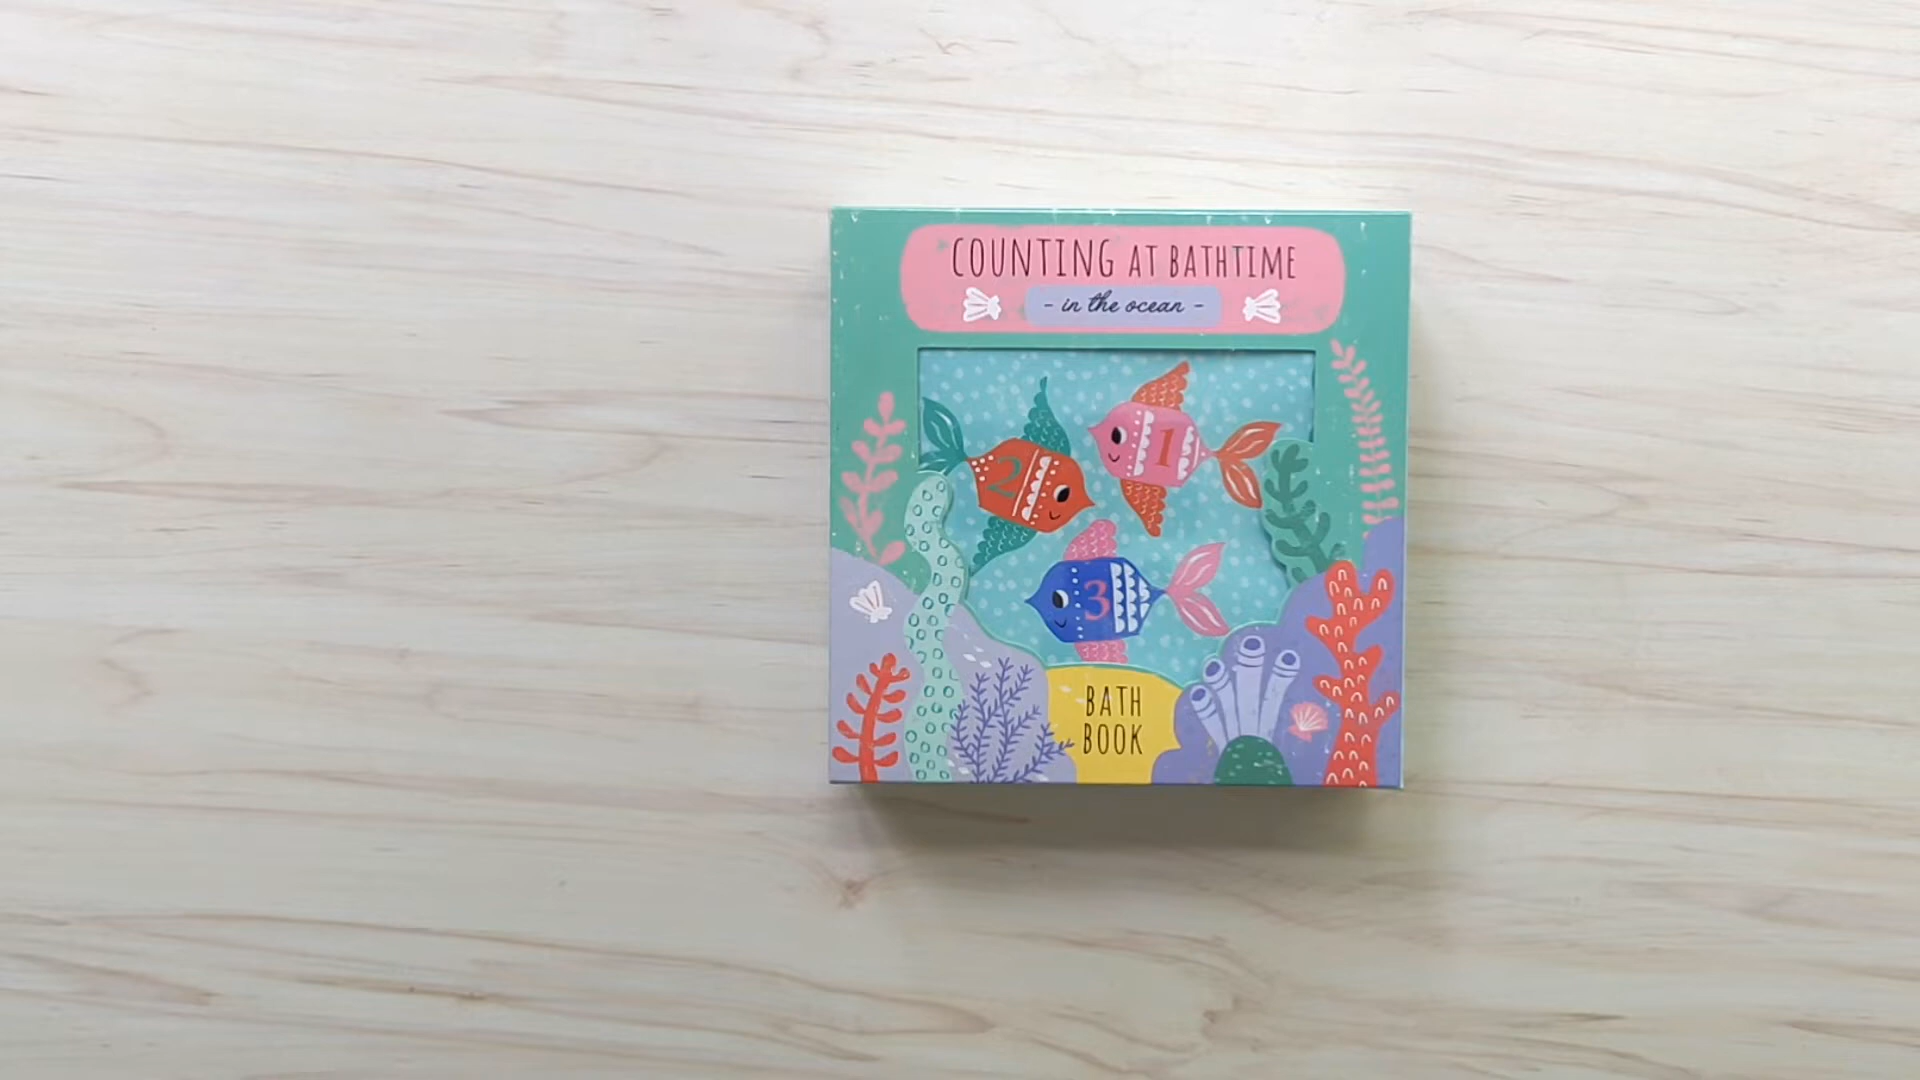 COUNTING AT BATHTIME
- in the ocean -
1
2
3
BATH
BOOK